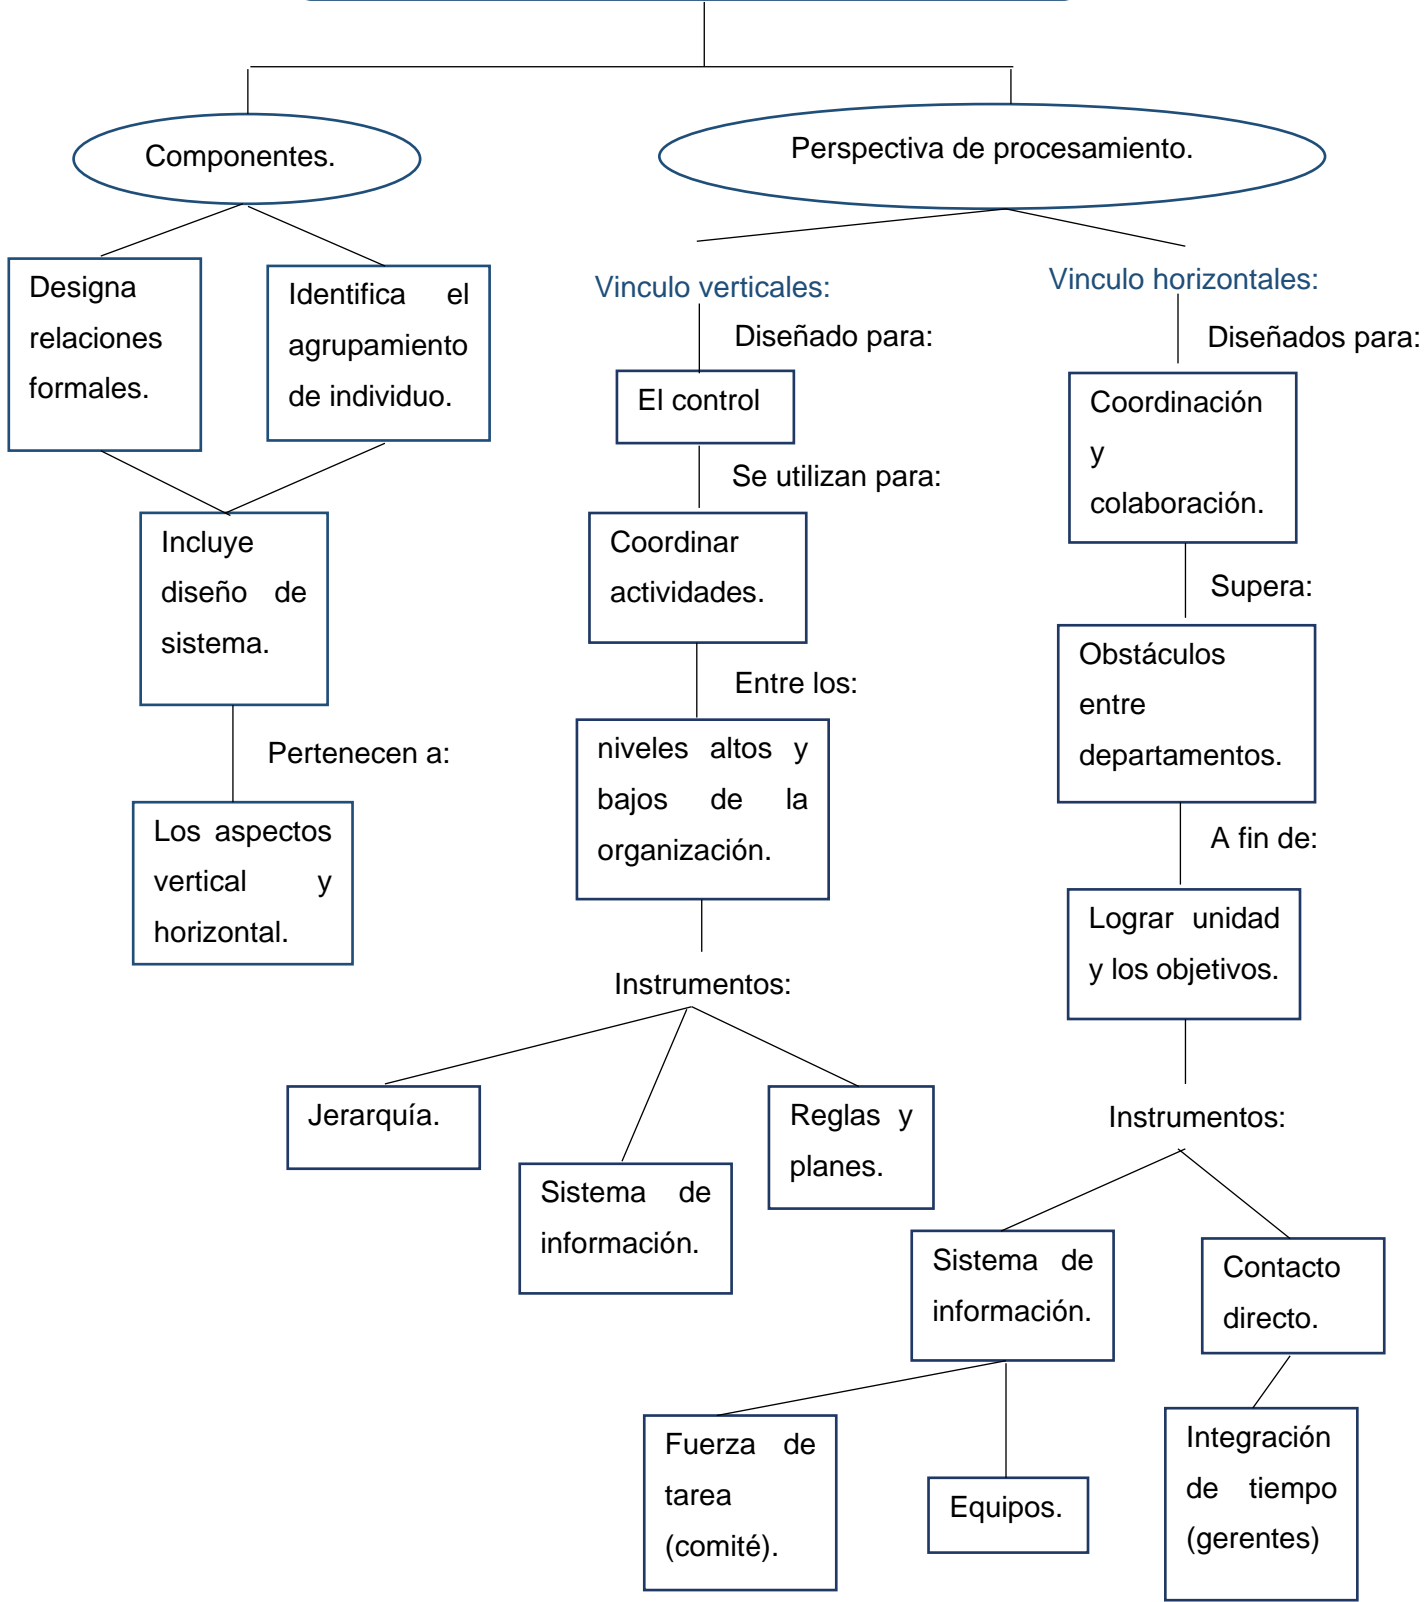 Componentes.
Perspectiva de procesamiento.
Designa
relaciones
formales.
Identifica el
agrupamiento
de individuo.
Incluye
diseño de
sistema.
Pertenecen a:
Los aspectos
vertical y
horizontal.
Vinculo verticales:
Diseñado para:
El control
Se utilizan para:
Coordinar
actividades.
Entre los:
niveles altos y
bajos de la
organización.
Instrumentos:
Jerarquía.
Sistema de
información.
Reglas y
planes.
Vinculo horizontales:
Diseñados para:
Coordinación
y
colaboración.
Supera:
Obstáculos
entre
departamentos.
A fin de:
Lograr unidad
y los objetivos.
Instrumentos:
Sistema de
información.
Contacto
directo.
Fuerza de
tarea
(comité).
Equipos.
Integración
de tiempo
(gerentes)